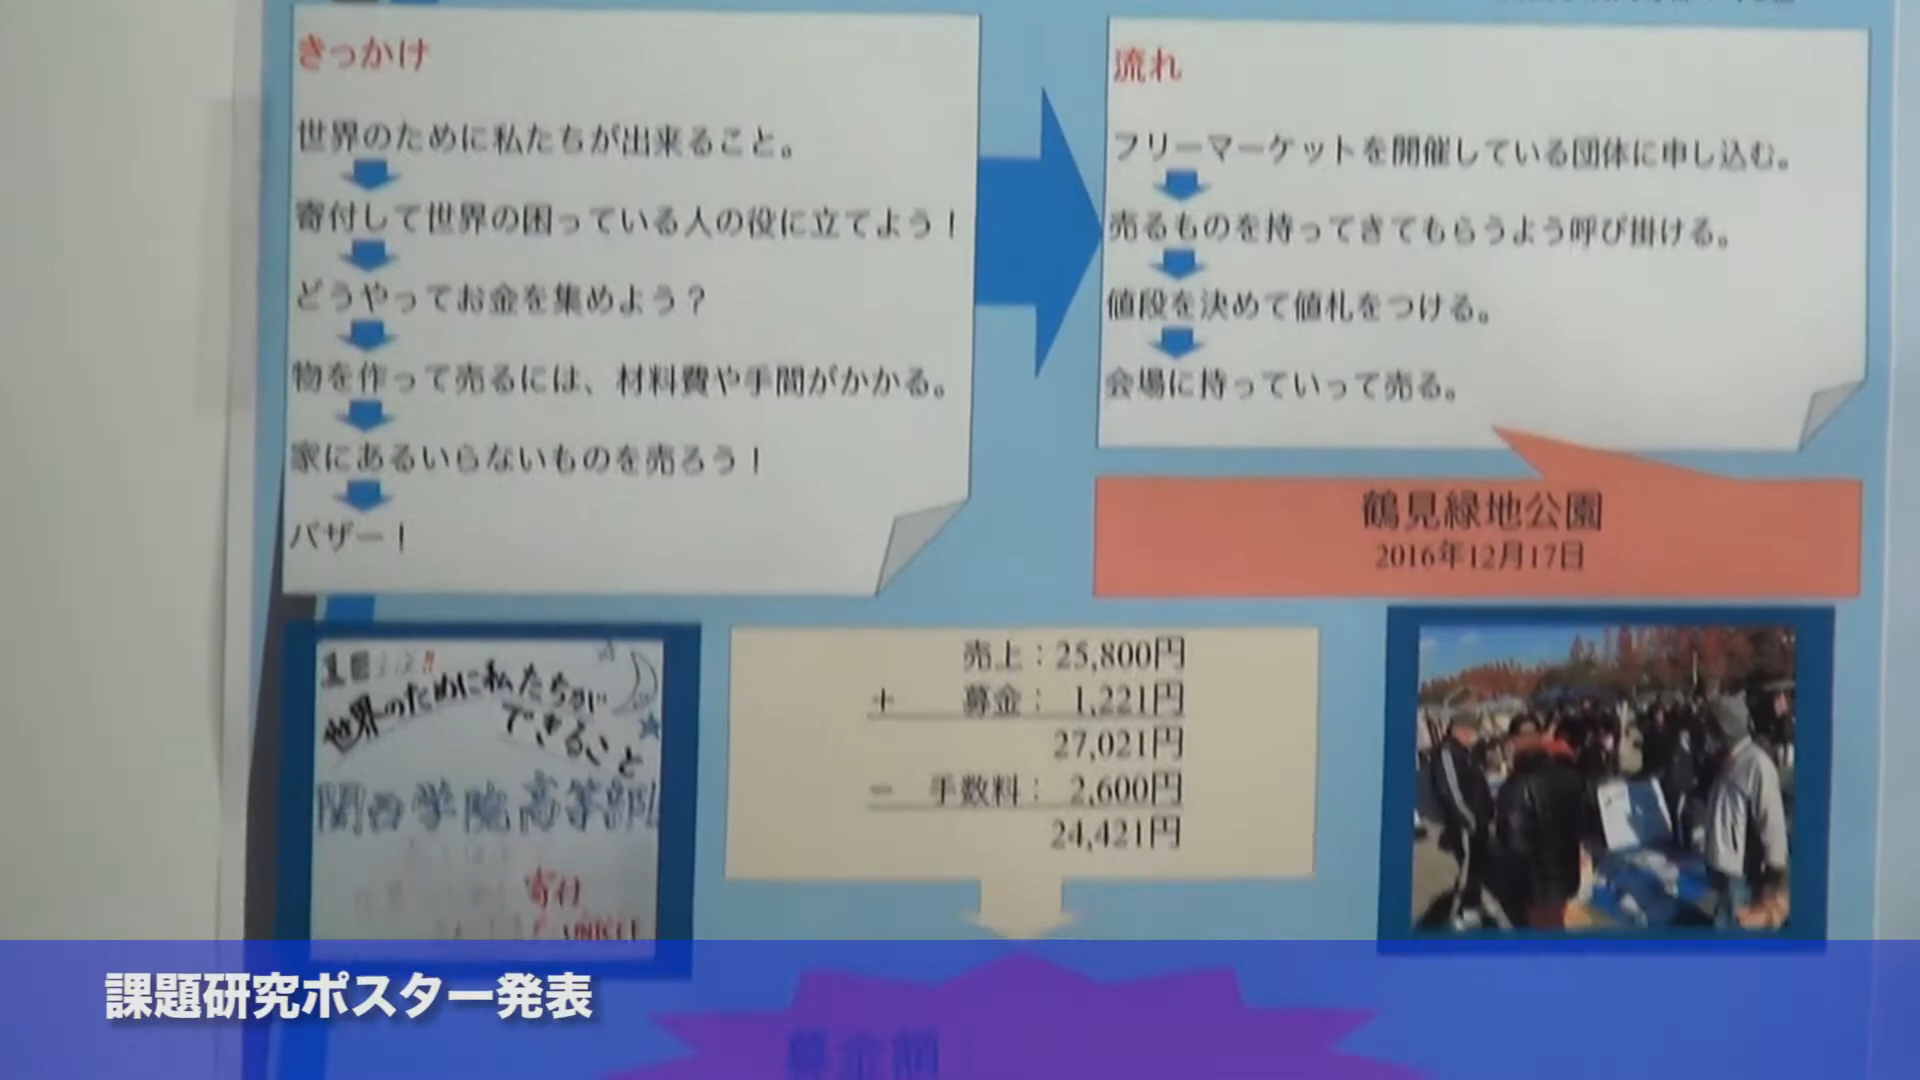 きっかけ
世界のために私たちが出来ること。
寄付して世界の困っている人の役に立てよう！
どうやってお金を集めよう？
物を作って売るには、材料費や手間がかかる。
家にあるいらないものを売ろう！
バザー！
流れ
フリーマーケットを開催している団体に申し込む。
売るものを持ってきてもらうよう呼び掛ける。
値段を決めて値札をつける。
会場に持っていって売る。
鶴見緑地公園
2016年12月17日
世界のために私たちが
できること
関西学院高等部
寄付
UNICEF
売上：25,800円
＋ 募金： 1,221円
27,021円
－ 手数料： 2,600円
24,421円
募金額：
課題研究ポスター発表